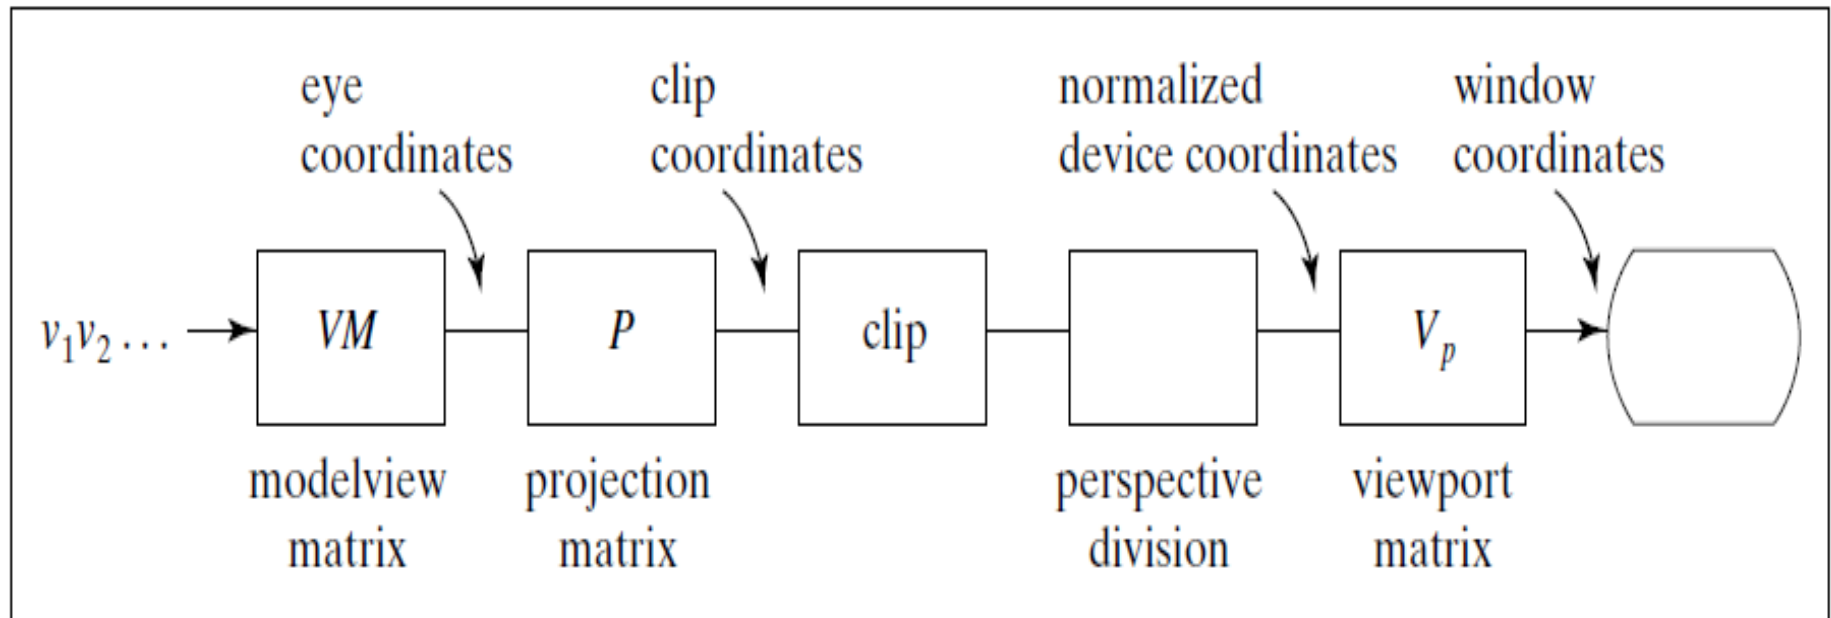 eye
coordinates
clip
coordinates
normalized
device coordinates
window
coordinates
v₁v₂ . . .
VM
P
clip
Vₚ
modelview
matrix
projection
matrix
perspective
division
viewport
matrix